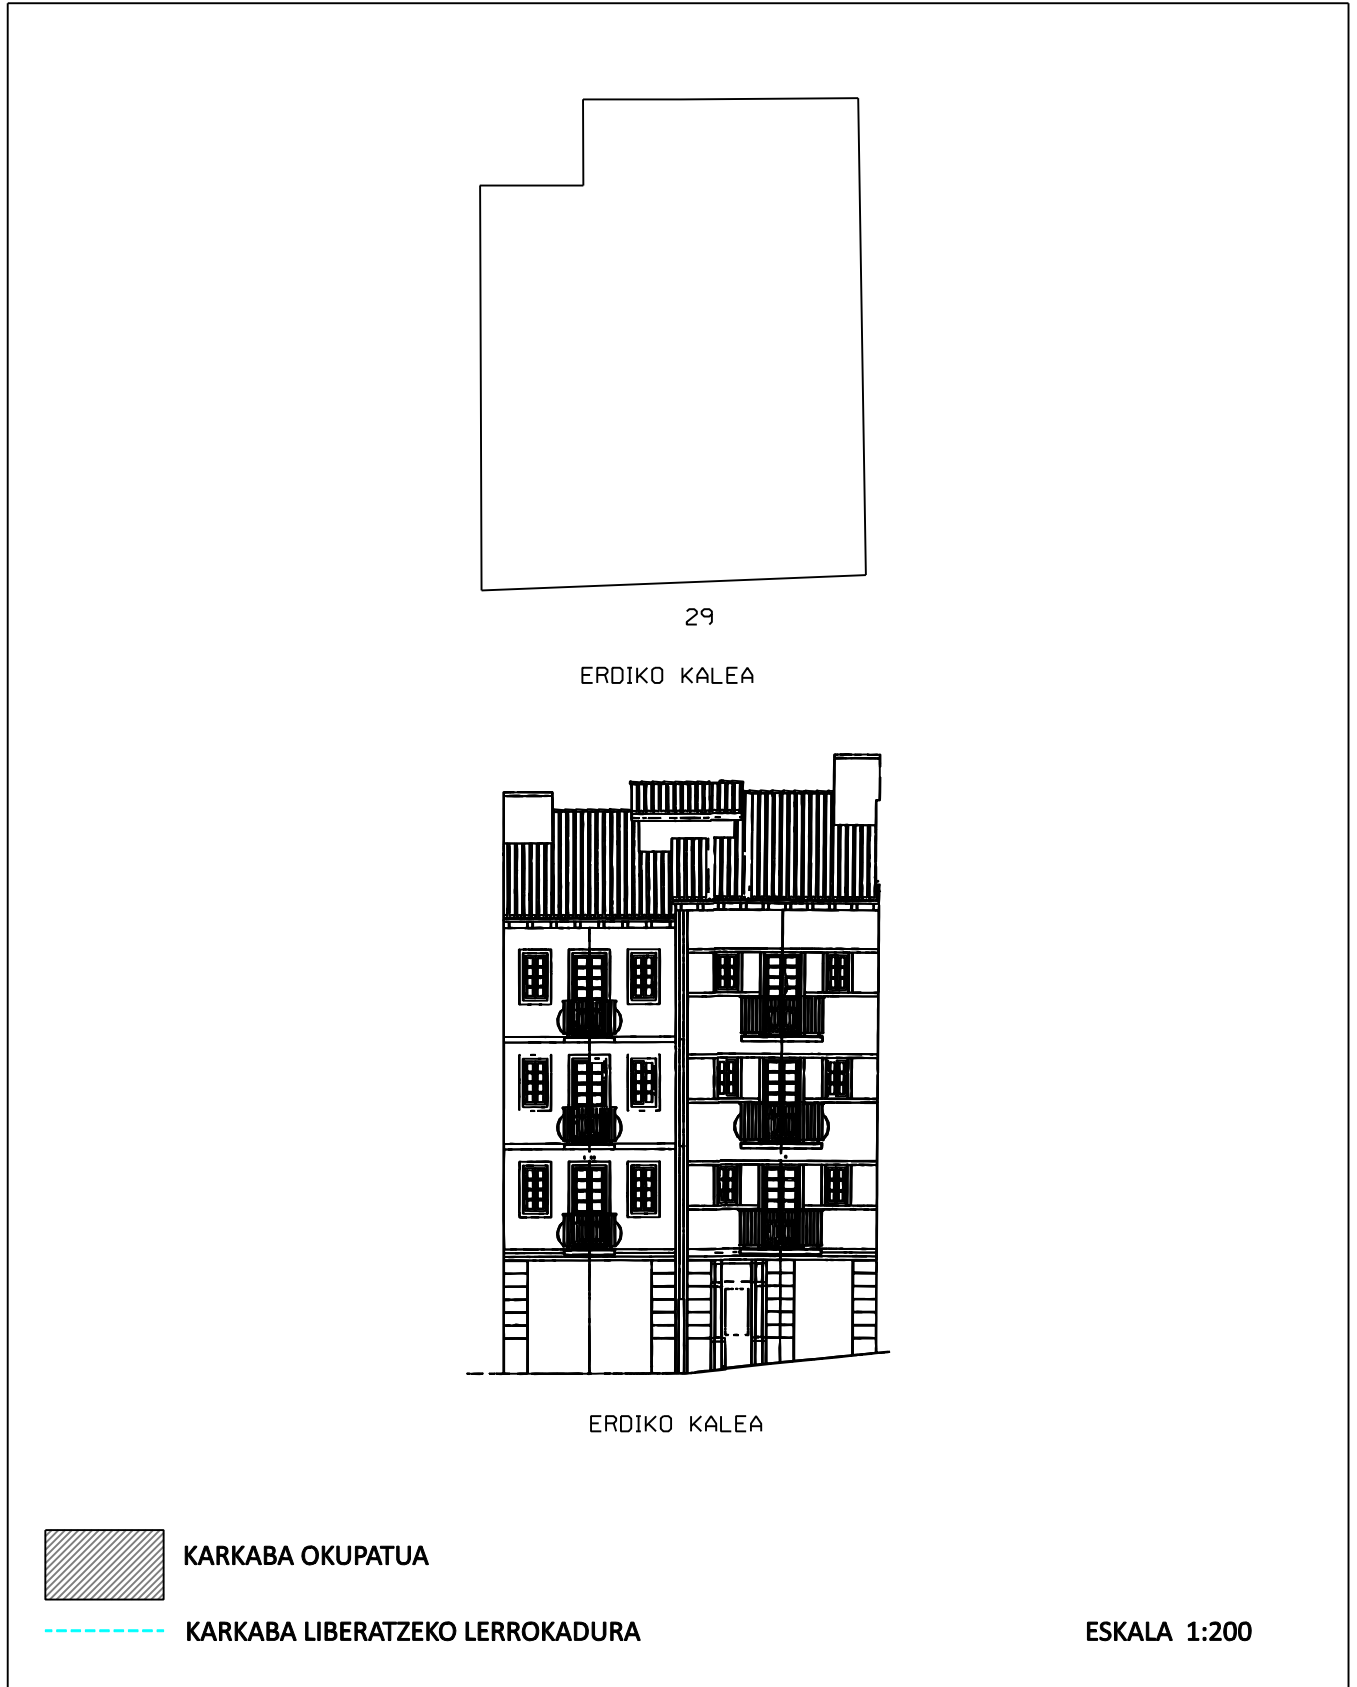 29
ERDIKO KALEA
ERDIKO KALEA
KARKABA OKUPATUA
KARKABA LIBERATZEKO LERROKADURA
ESKALA 1:200